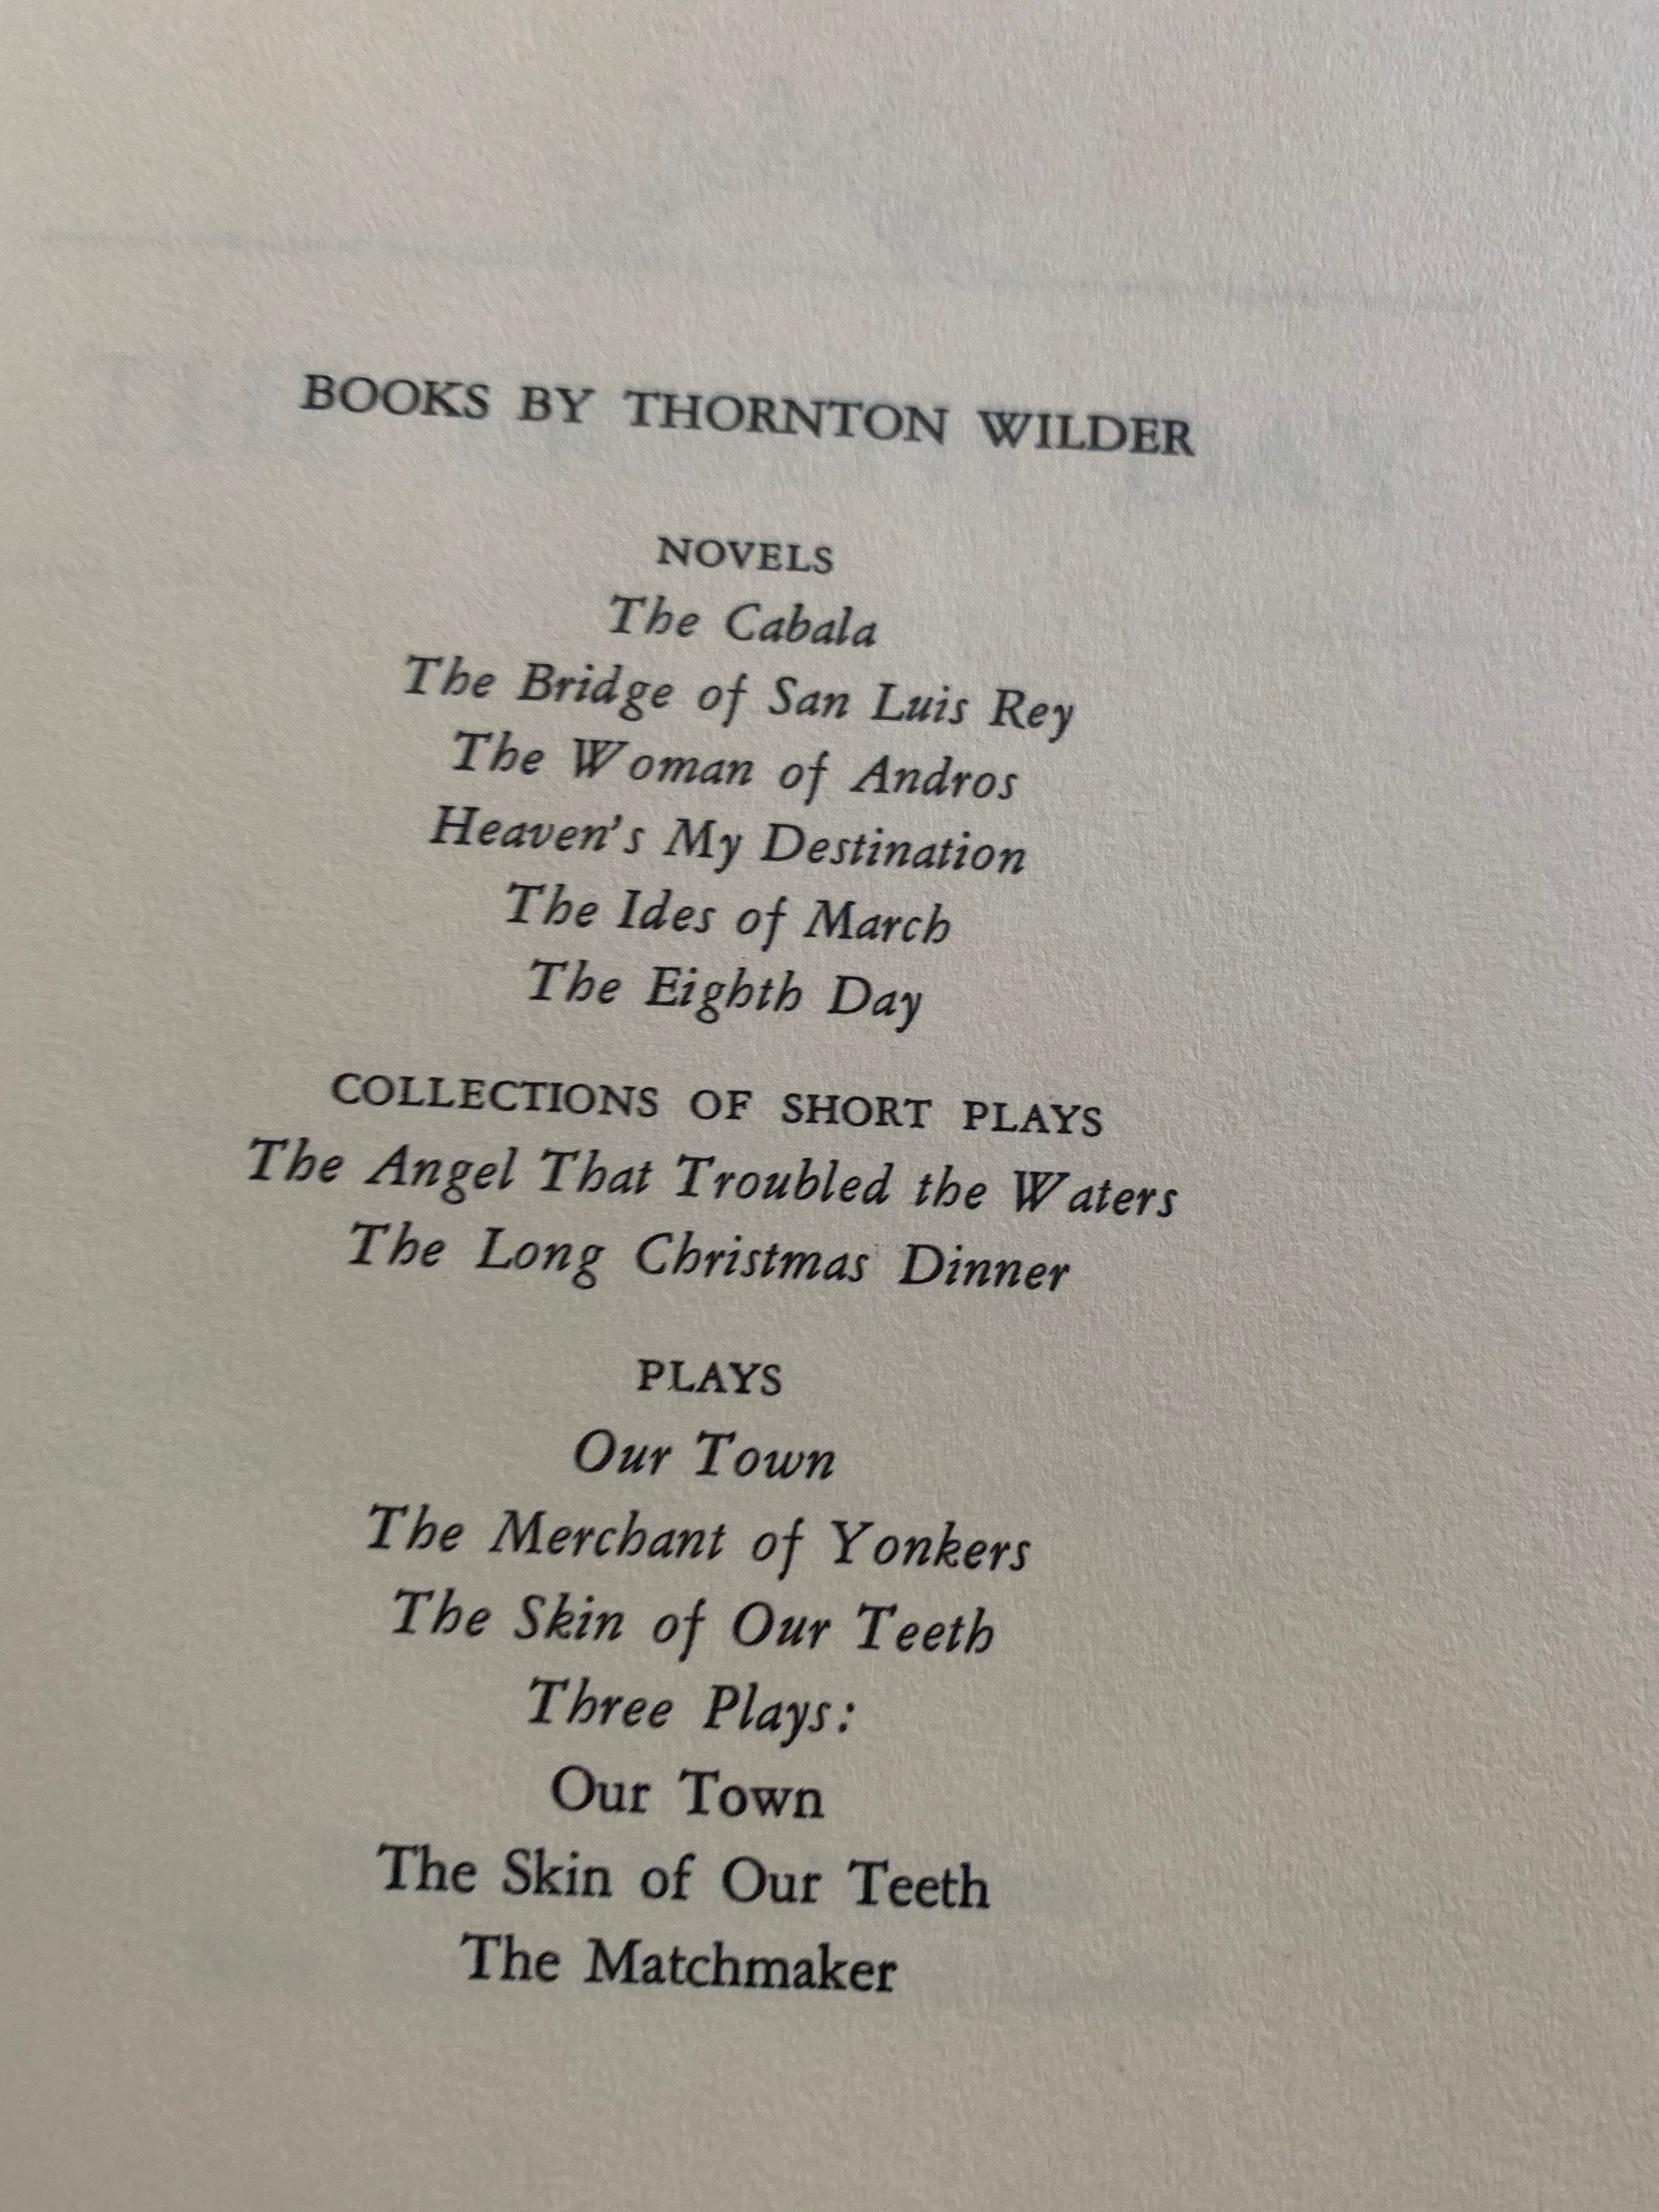 BOOKS BY THORNTON WILDER
NOVELS
The Cabala
The Bridge of San Luis Rey
The Woman of Andros
Heaven's My Destination
The Ides of March
The Eighth Day
COLLECTIONS OF SHORT PLAYS
The Angel That Troubled the Waters
The Long Christmas Dinner
PLAYS
Our Town
The Merchant of Yonkers
The Skin of Our Teeth
Three Plays:
Our Town
The Skin of Our Teeth
The Matchmaker